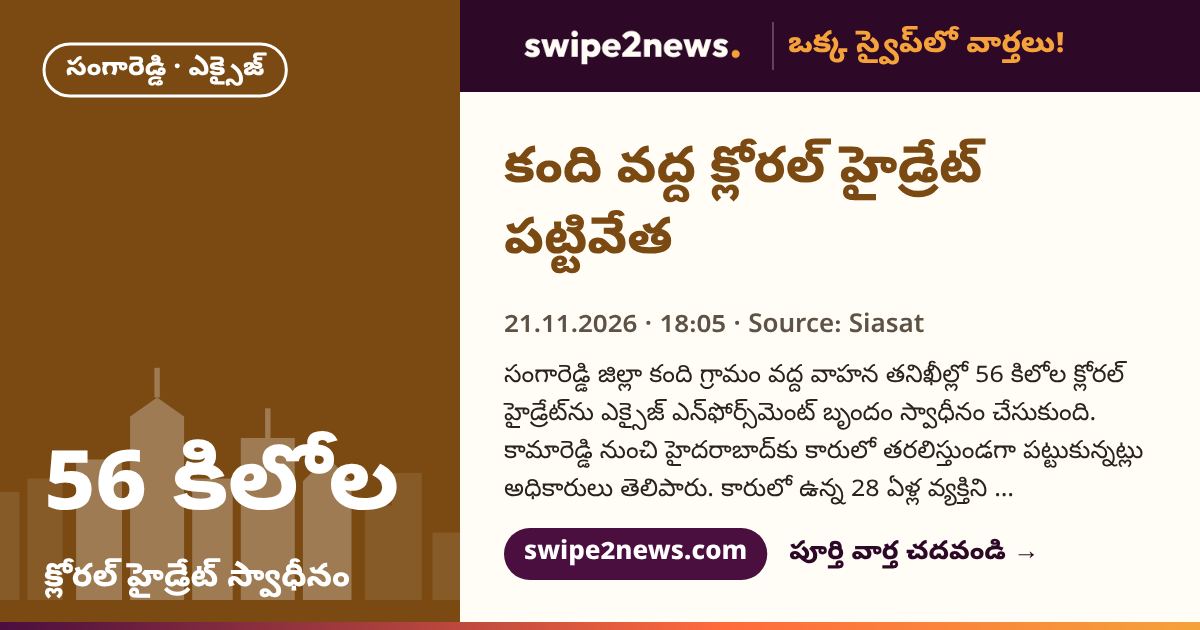 సంగారెడ్డి · ఎక్సైజ్
56 కిలోల
క్లోరల్ హైడ్రేట్ స్వాధీనం
swipe2news.
ఒక్క స్వైప్‌లో వార్తలు!
కంది వద్ద క్లోరల్ హైడ్రేట్
పట్టివేత
21.11.2026 · 18:05 · Source: Siasat
సంగారెడ్డి జిల్లా కంది గ్రామం వద్ద వాహన తనిఖీల్లో 56 కిలోల క్లోరల్
హైడ్రేట్‌ను ఎక్సైజ్ ఎన్‌ఫోర్స్‌మెంట్ బృందం స్వాధీనం చేసుకుంది.
కామారెడ్డి నుంచి హైదరాబాద్‌కు కారులో తరలిస్తుండగా పట్టుకున్నట్లు
అధికారులు తెలిపారు. కారులో ఉన్న 28 ఏళ్ల వ్యక్తిని ...
swipe2news.com
పూర్తి వార్త చదవండి →